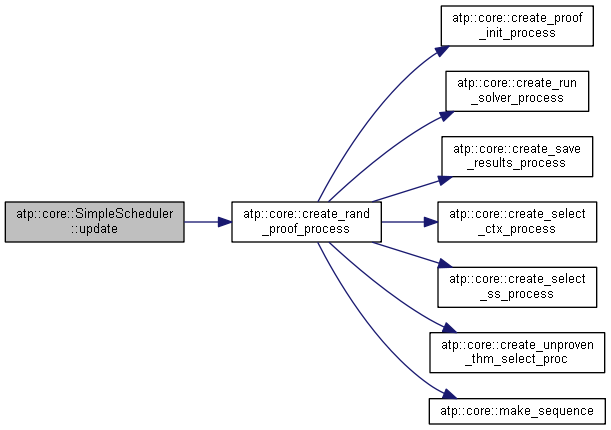 atp::core::SimpleScheduler
::update
atp::core::create_rand
_proof_process
atp::core::create_proof
_init_process
atp::core::create_run
_solver_process
atp::core::create_save
_results_process
atp::core::create_select
_ctx_process
atp::core::create_select
_ss_process
atp::core::create_unproven
_thm_select_proc
atp::core::make_sequence